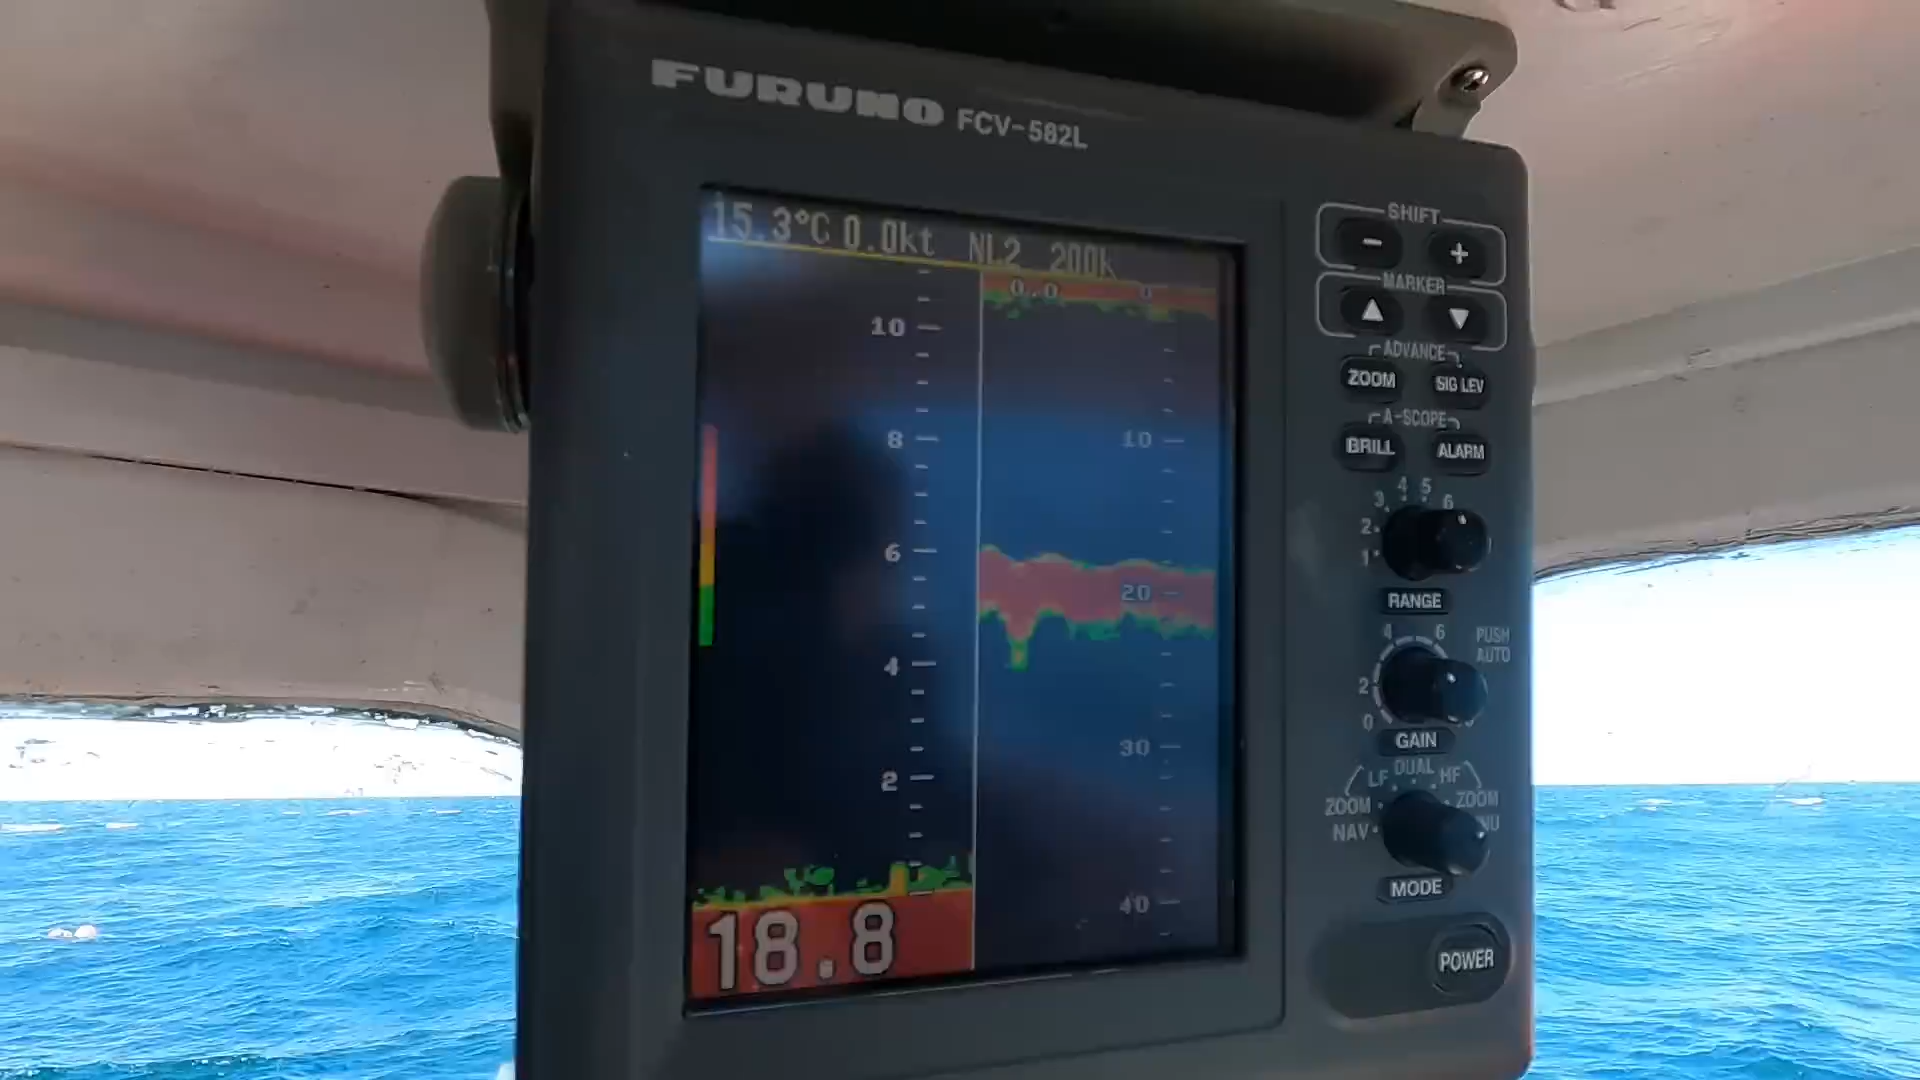 FURUNO FCV-582L
15.3°C 0.0kt NL2 200k
0.0 0
10
8
6
4
2
18.8
10
20
30
40
SHIFT
- +
MARKER
▲ ▼
ADVANCE
ZOOM SIG LEV
A-SCOPE
BRILL ALARM
1 2 3 4 5 6
RANGE
0 2 4 6
PUSH
AUTO
GAIN
LF DUAL HF
ZOOM ZOOM
NAV
MODE
POWER